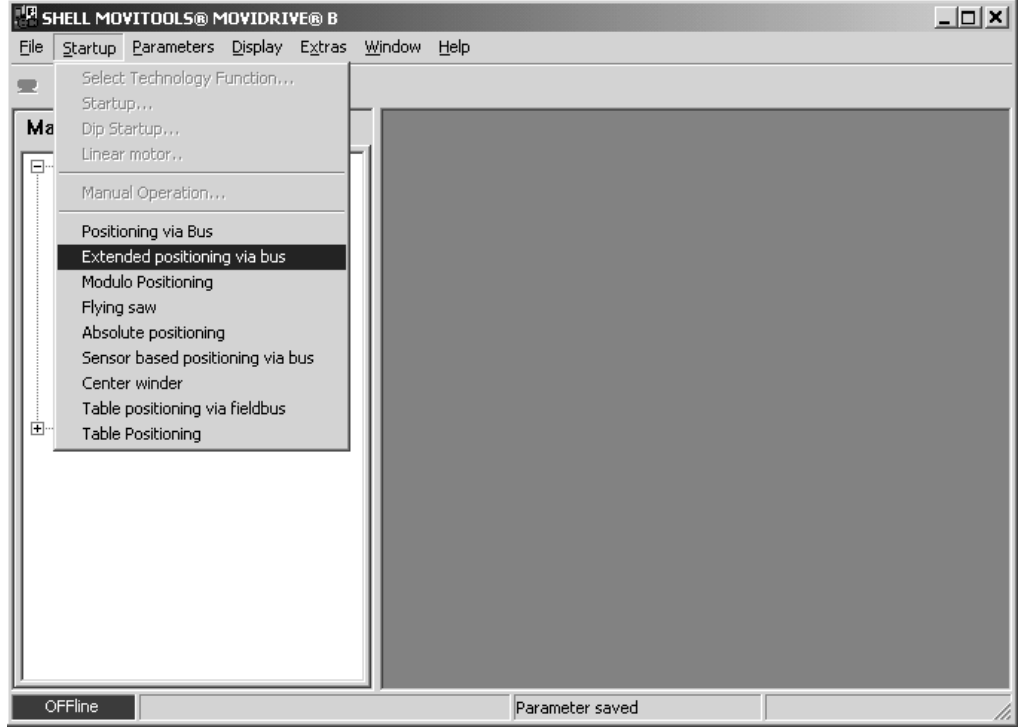 SHELL MOVITOOLS® MOVIDRIVE® B
File Startup Parameters Display Extras Window Help
Select Technology Function...
Startup...
Ma
Dip Startup...
Linear motor..
Manual Operation...
Positioning via Bus
Extended positioning via bus
Modulo Positioning
Flying saw
Absolute positioning
Sensor based positioning via bus
Center winder
Table positioning via fieldbus
Table Positioning
OFFline
Parameter saved